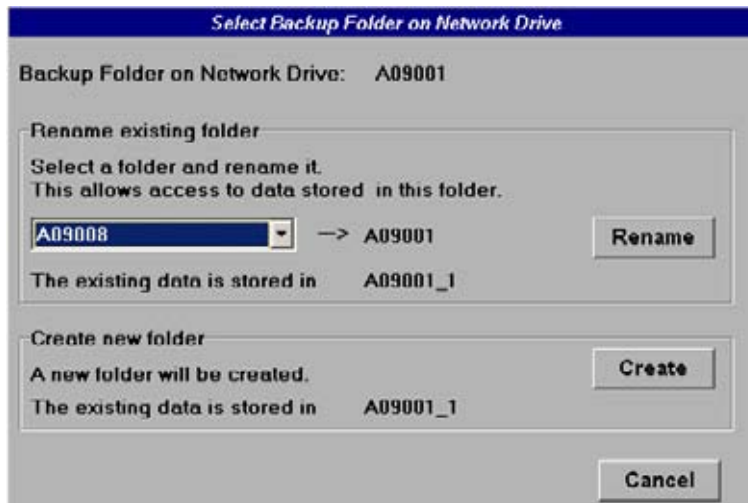 Select Backup Folder on Network Drive
Backup Folder on Network Drive: A09001
Rename existing folder
Select a folder and rename it.
This allows access to data stored in this folder.
A09008 --> A09001 Rename
The existing data is stored in A09001_1
Create new folder
A new folder will be created. Create
The existing data is stored in A09001_1
Cancel